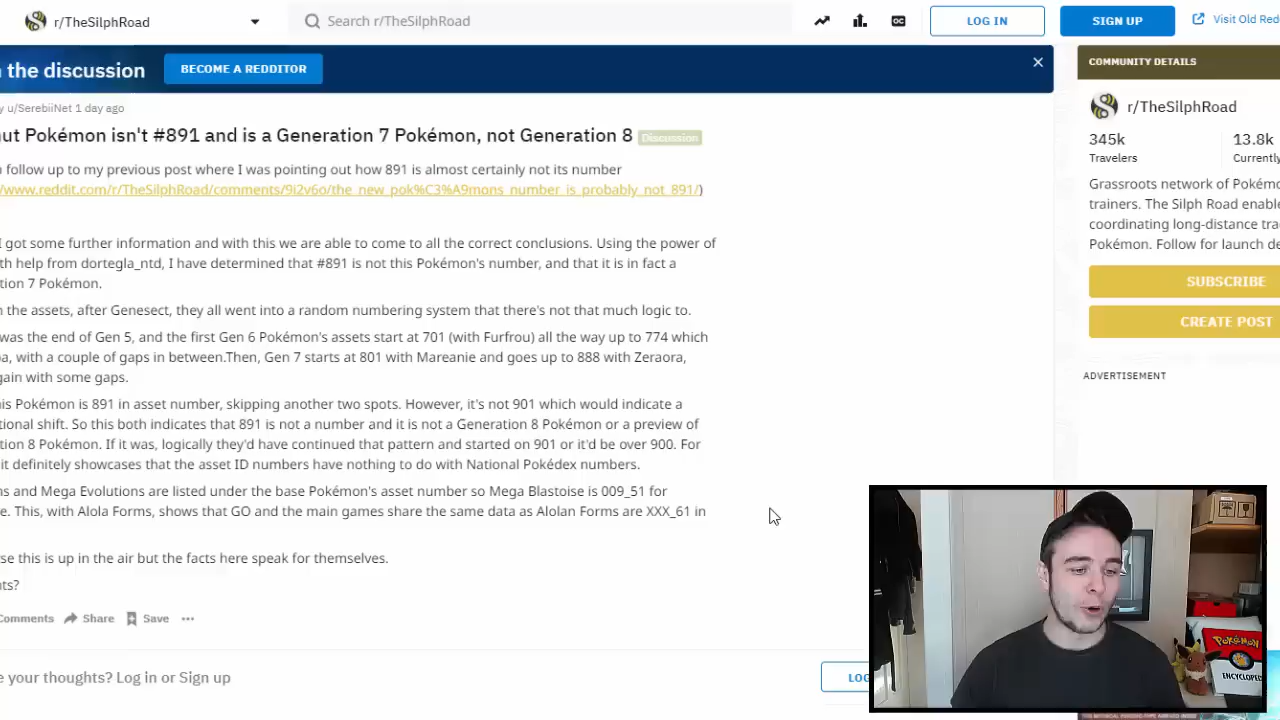 r/TheSilphRoad
Search r/TheSilphRoad
LOG IN
SIGN UP
Visit Old Red
the discussion
BECOME A REDDITOR
COMMUNITY DETAILS
y u/SerebiiNet 1 day ago
ut Pokémon isn't #891 and is a Generation 7 Pokémon, not Generation 8 Discussion
follow up to my previous post where I was pointing out how 891 is almost certainly not its number
/www.reddit.com/r/TheSilphRoad/comments/9i2v6o/the_new_pok%C3%A9mons_number_is_probably_not_891/)
I got some further information and with this we are able to come to all the correct conclusions. Using the power of
th help from dortegla_ntd, I have determined that #891 is not this Pokémon's number, and that it is in fact a
tion 7 Pokémon.
n the assets, after Genesect, they all went into a random numbering system that there's not that much logic to.
was the end of Gen 5, and the first Gen 6 Pokémon's assets start at 701 (with Furfrou) all the way up to 774 which
a, with a couple of gaps in between.Then, Gen 7 starts at 801 with Mareanie and goes up to 888 with Zeraora,
gain with some gaps.
is Pokémon is 891 in asset number, skipping another two spots. However, it's not 901 which would indicate a
tional shift. So this both indicates that 891 is not a number and it is not a Generation 8 Pokémon or a preview of
tion 8 Pokémon. If it was, logically they'd have continued that pattern and started on 901 or it'd be over 900. For
it definitely showcases that the asset ID numbers have nothing to do with National Pokédex numbers.
ns and Mega Evolutions are listed under the base Pokémon's asset number so Mega Blastoise is 009_51 for
e. This, with Alola Forms, shows that GO and the main games share the same data as Alolan Forms are XXX_61 in
se this is up in the air but the facts here speak for themselves.
hts?
Comments
Share
Save
e your thoughts? Log in or Sign up
LOG
r/TheSilphRoad
345k
13.8k
Travelers
Currently
Grassroots network of Pokémo
trainers. The Silph Road enable
coordinating long-distance tra
Pokémon. Follow for launch de
SUBSCRIBE
CREATE POST
ADVERTISEMENT
POKÉMON
ENCYCLOPED